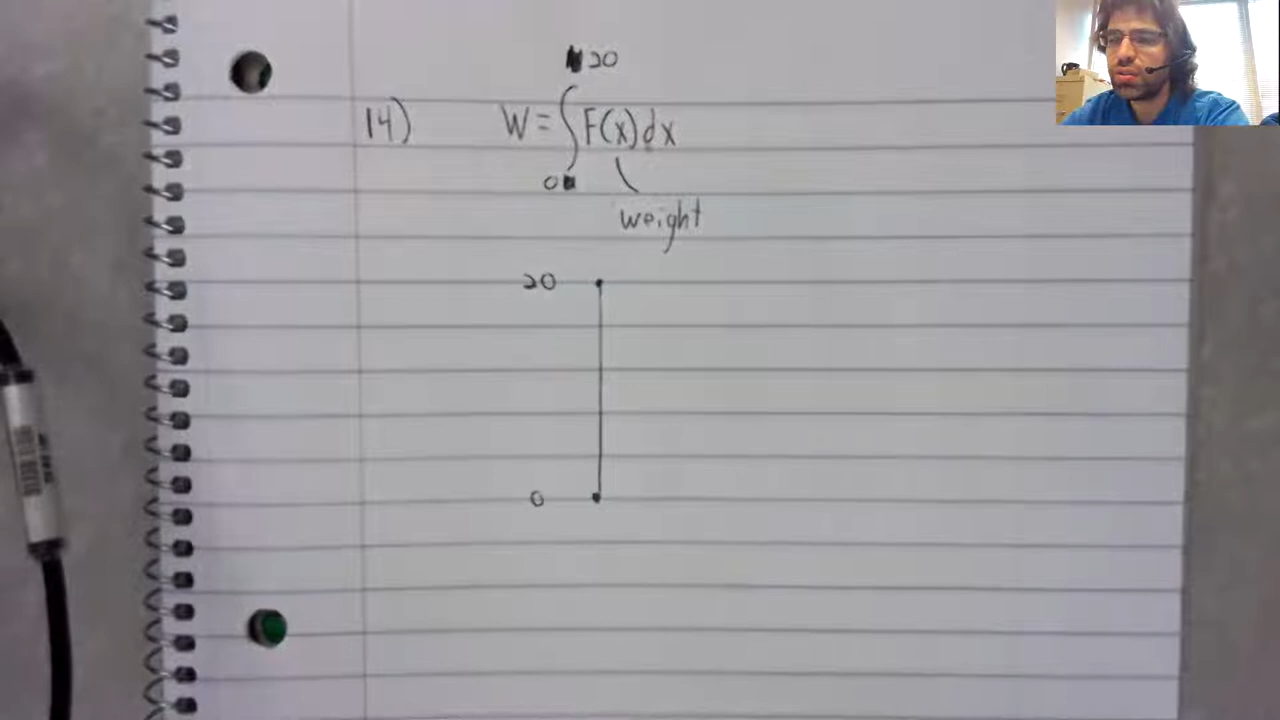 20
14) W = ∫ F(x) dx
0
weight
20
0